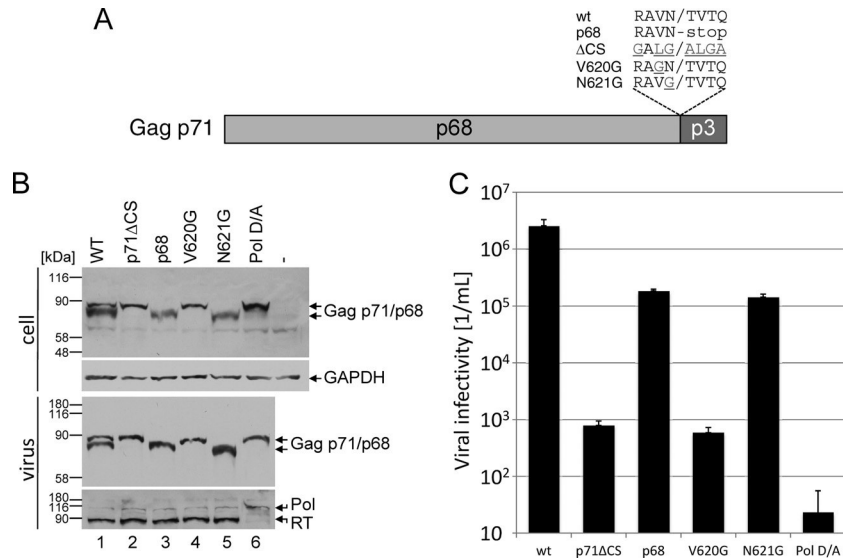 A
wt RAVN/TVTQ
p68 RAVN-stop
ΔCS GALG/ALGA
V620G RAGN/TVTQ
N621G RAVG/TVTQ
Gag p71 p68 p3
B
[kDa] WT p71ΔCS p68 V620G N621G Pol D/A -
cell
116
90
58
48
Gag p71/p68
GAPDH
virus
180
116
90
58
Gag p71/p68
180
116
90
Pol
RT
1 2 3 4 5 6
C
Viral infectivity [1/mL]
10⁷
10⁶
10⁵
10⁴
10³
10²
10
wt p71ΔCS p68 V620G N621G Pol D/A